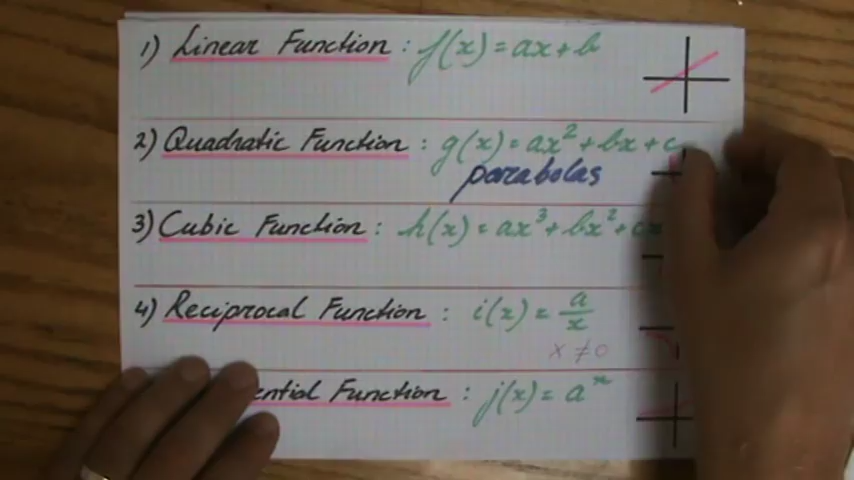 1) Linear Function : f(x) = ax + b
2) Quadratic Function : g(x) = ax² + bx + c
parabolas
3) Cubic Function : h(x) = ax³ + bx² + cx
4) Reciprocal Function : i(x) = a/x
x ≠ 0
ential Function : j(x) = aˣ